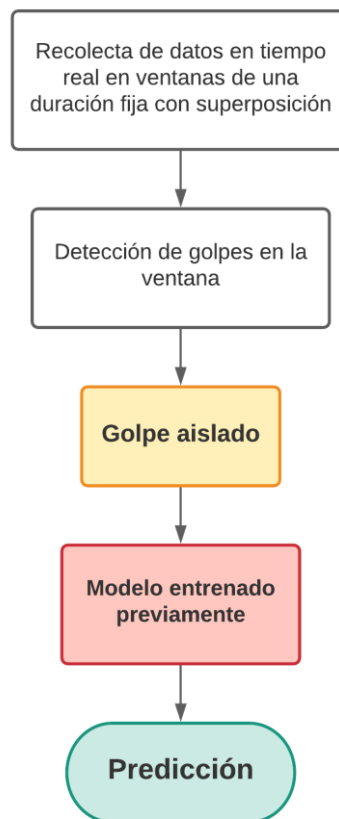 Recolecta de datos en tiempo
real en ventanas de una
duración fija con superposición
Detección de golpes en la
ventana
Golpe aislado
Modelo entrenado
previamente
Predicción